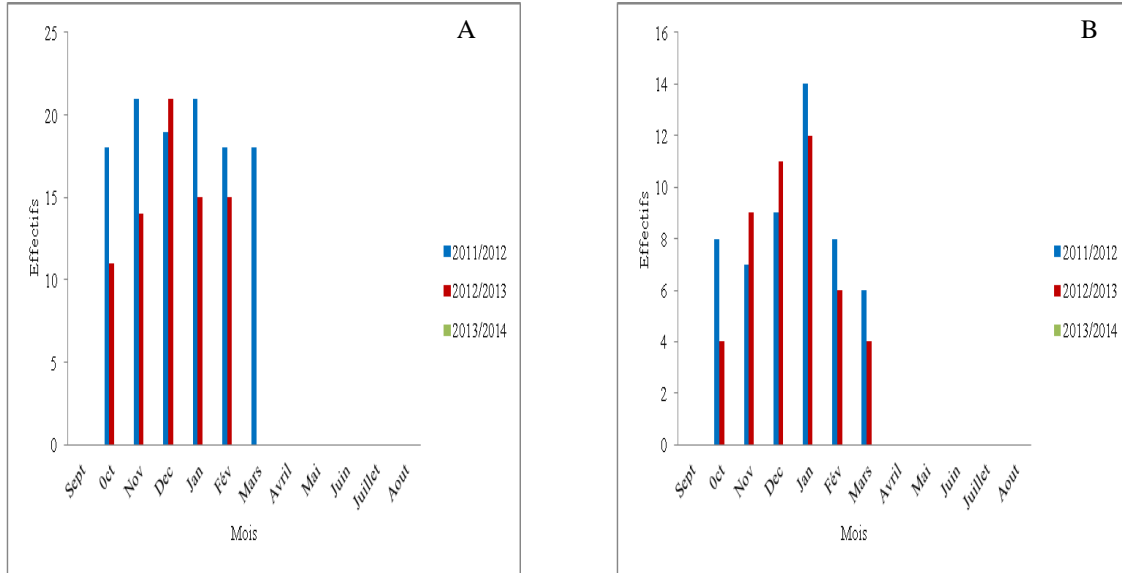 A
25
20
15
10
5
0
Effectifs
Sept 0ct Nov Dec Jan Fév Mars Avril Mai Juin Juillet Aout
Mois
2011/2012
2012/2013
2013/2014
B
16
14
12
10
8
6
4
2
0
Effectifs
Sept 0ct Nov Dec Jan Fév Mars Avril Mai Juin Juillet Aout
Mois
2011/2012
2012/2013
2013/2014